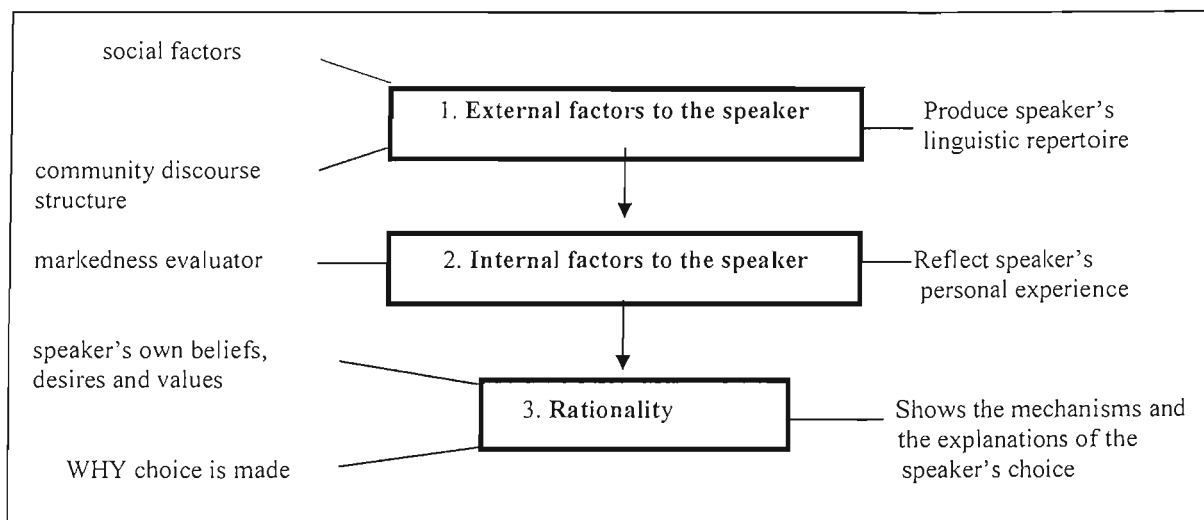 social factors
1. External factors to the speaker
Produce speaker's
linguistic repertoire
community discourse
structure
markedness evaluator
2. Internal factors to the speaker
Reflect speaker's
personal experience
speaker's own beliefs,
desires and values
3. Rationality
Shows the mechanisms and
the explanations of the
speaker's choice
WHY choice is made